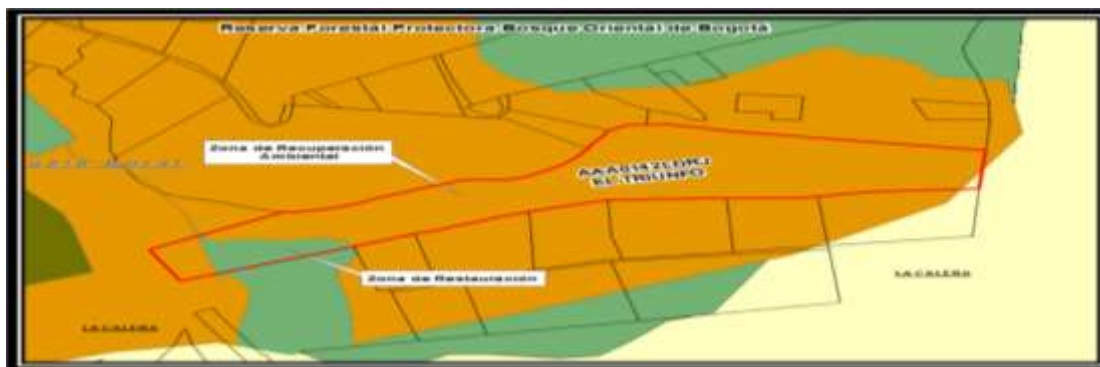 Reserva Forestal Protectora Bosque Oriental de Bogotá
Zona de Recuperación
Ambiental
EL TRIUNFO
Zona de Restauración
LA CALERA
LA CALERA